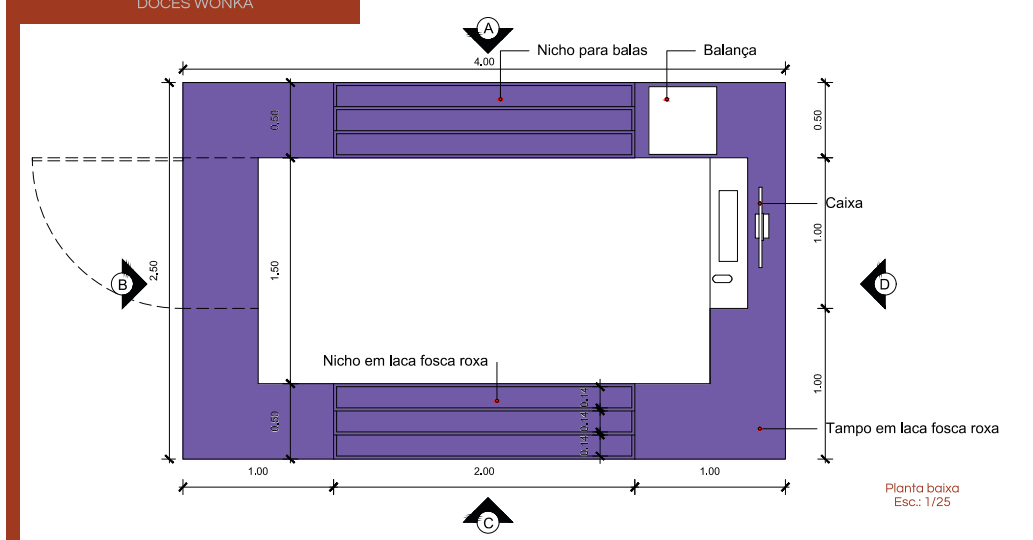 DOCES WONKA
A
Nicho para balas
Balança
4.00
0.50
0.50
Caixa
1.00
2.50
1.50
B
D
Nicho em laca fosca roxa
1.00
0.14
0.14
0.14
0.50
Tampo em laca fosca roxa
1.00
2.00
1.00
Planta baixa
Esc.: 1/25
C